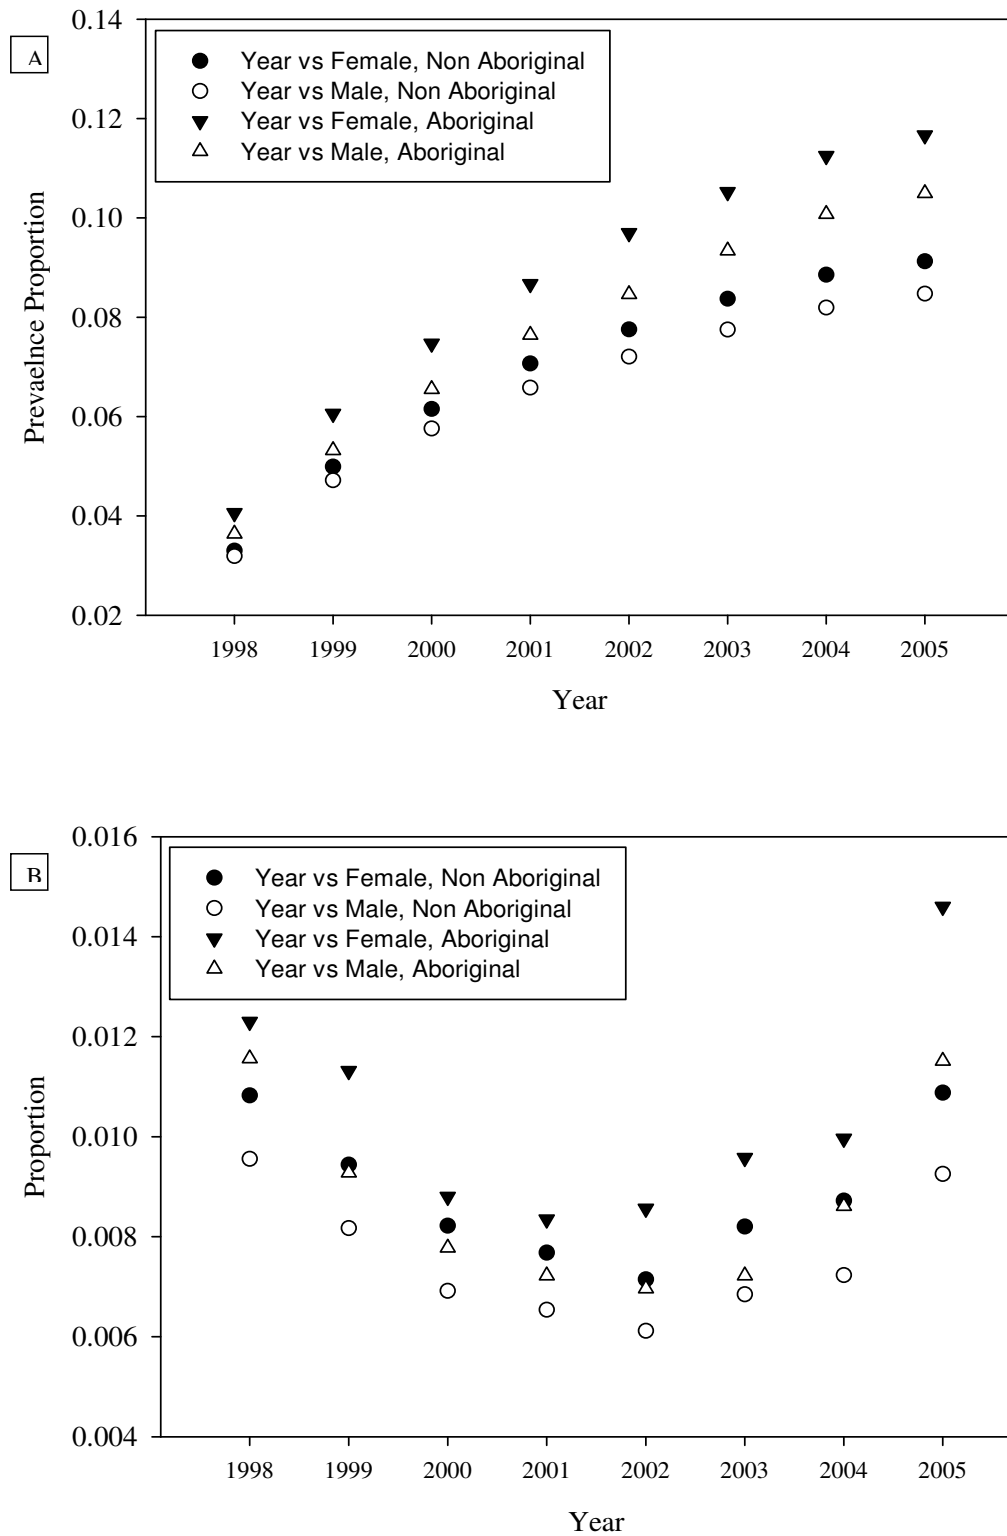 A
0.14
Year vs Female, Non Aboriginal
Year vs Male, Non Aboriginal
Year vs Female, Aboriginal
Year vs Male, Aboriginal
0.12
0.10
0.08
0.06
0.04
0.02
Prevaelnce Proportion
1998 1999 2000 2001 2002 2003 2004 2005
Year
B
0.016
Year vs Female, Non Aboriginal
Year vs Male, Non Aboriginal
Year vs Female, Aboriginal
Year vs Male, Aboriginal
0.014
0.012
0.010
0.008
0.006
0.004
Proportion
1998 1999 2000 2001 2002 2003 2004 2005
Year